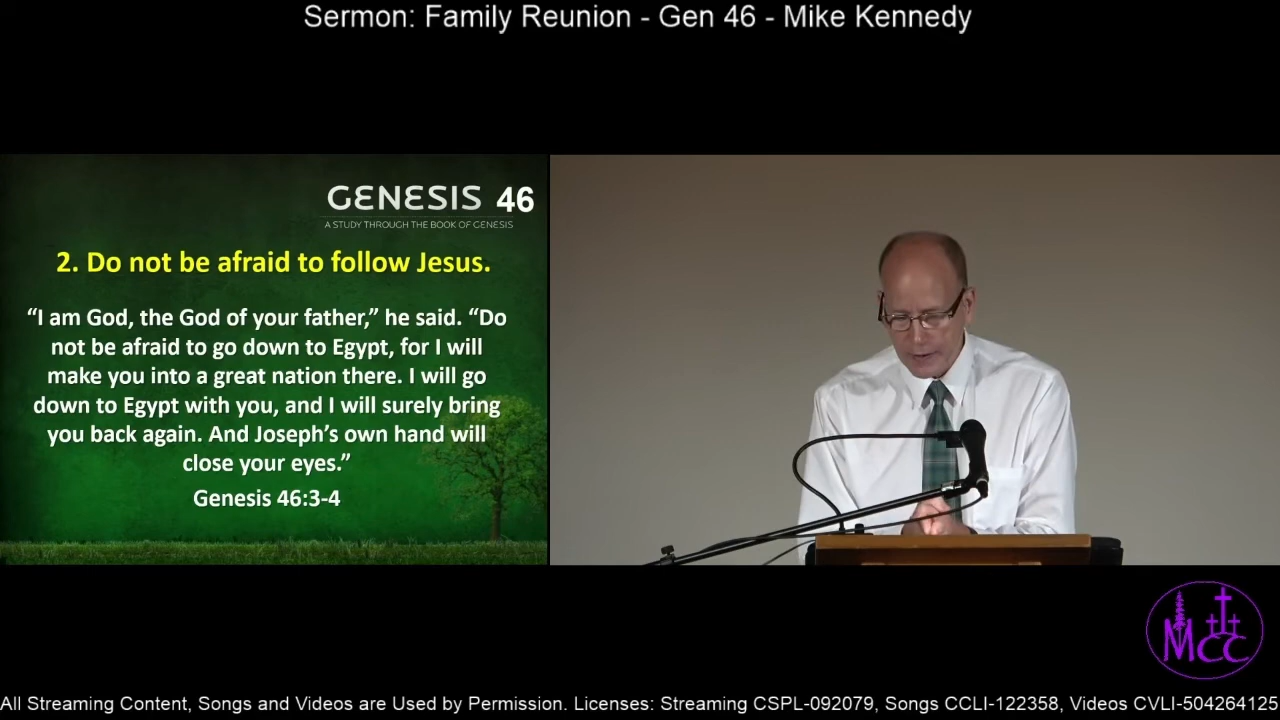 Sermon: Family Reunion - Gen 46 - Mike Kennedy
GENESIS 46
A STUDY THROUGH THE BOOK OF GENESIS
2. Do not be afraid to follow Jesus.
“I am God, the God of your father,” he said. “Do
not be afraid to go down to Egypt, for I will
make you into a great nation there. I will go
down to Egypt with you, and I will surely bring
you back again. And Joseph’s own hand will
close your eyes.”
Genesis 46:3-4
MCC
All Streaming Content, Songs and Videos are Used by Permission. Licenses: Streaming CSPL-092079, Songs CCLI-122358, Videos CVLI-504264125